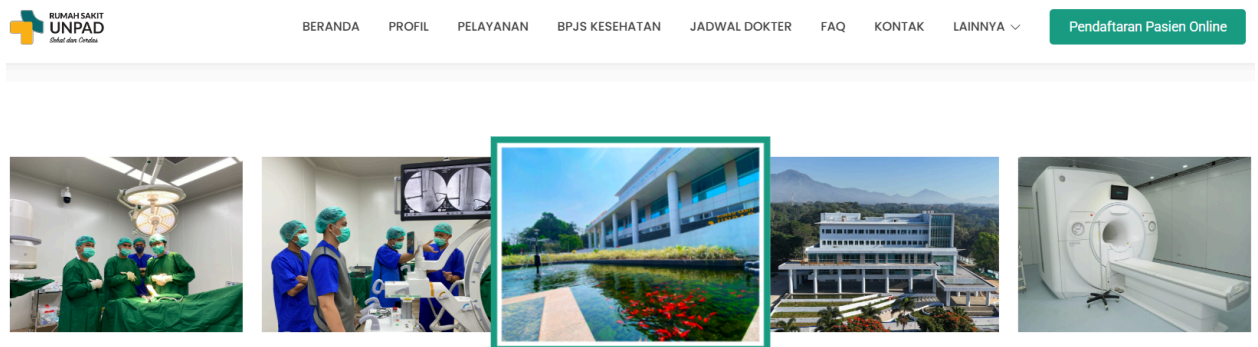 RUMAH SAKIT
UNPAD
Sehat dan Cerdas
BERANDA PROFIL PELAYANAN BPJS KESEHATAN JADWAL DOKTER FAQ KONTAK LAINNYA
Pendaftaran Pasien Online